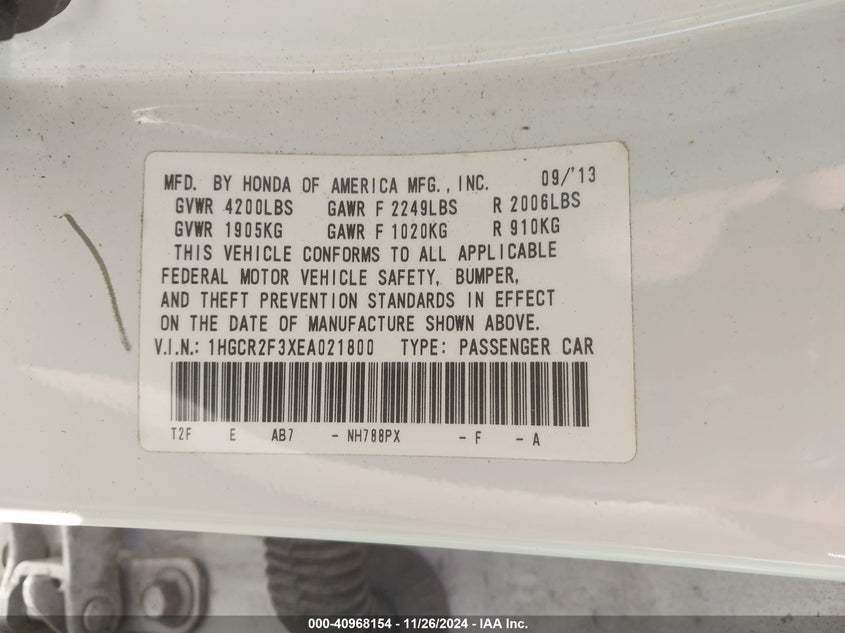 MFD. BY HONDA OF AMERICA MFG., INC. 09/'13
GVWR 4200LBS GAWR F 2249LBS R 2006LBS
GVWR 1905KG GAWR F 1020KG R 910KG
THIS VEHICLE CONFORMS TO ALL APPLICABLE
FEDERAL MOTOR VEHICLE SAFETY, BUMPER,
AND THEFT PREVENTION STANDARDS IN EFFECT
ON THE DATE OF MANUFACTURE SHOWN ABOVE.
V.I.N.: 1HGCR2F3XEA021800 TYPE: PASSENGER CAR
T2F E AB7 - NH788PX - F - A
000-40968154 — 11/26/2024 — IAA Inc.